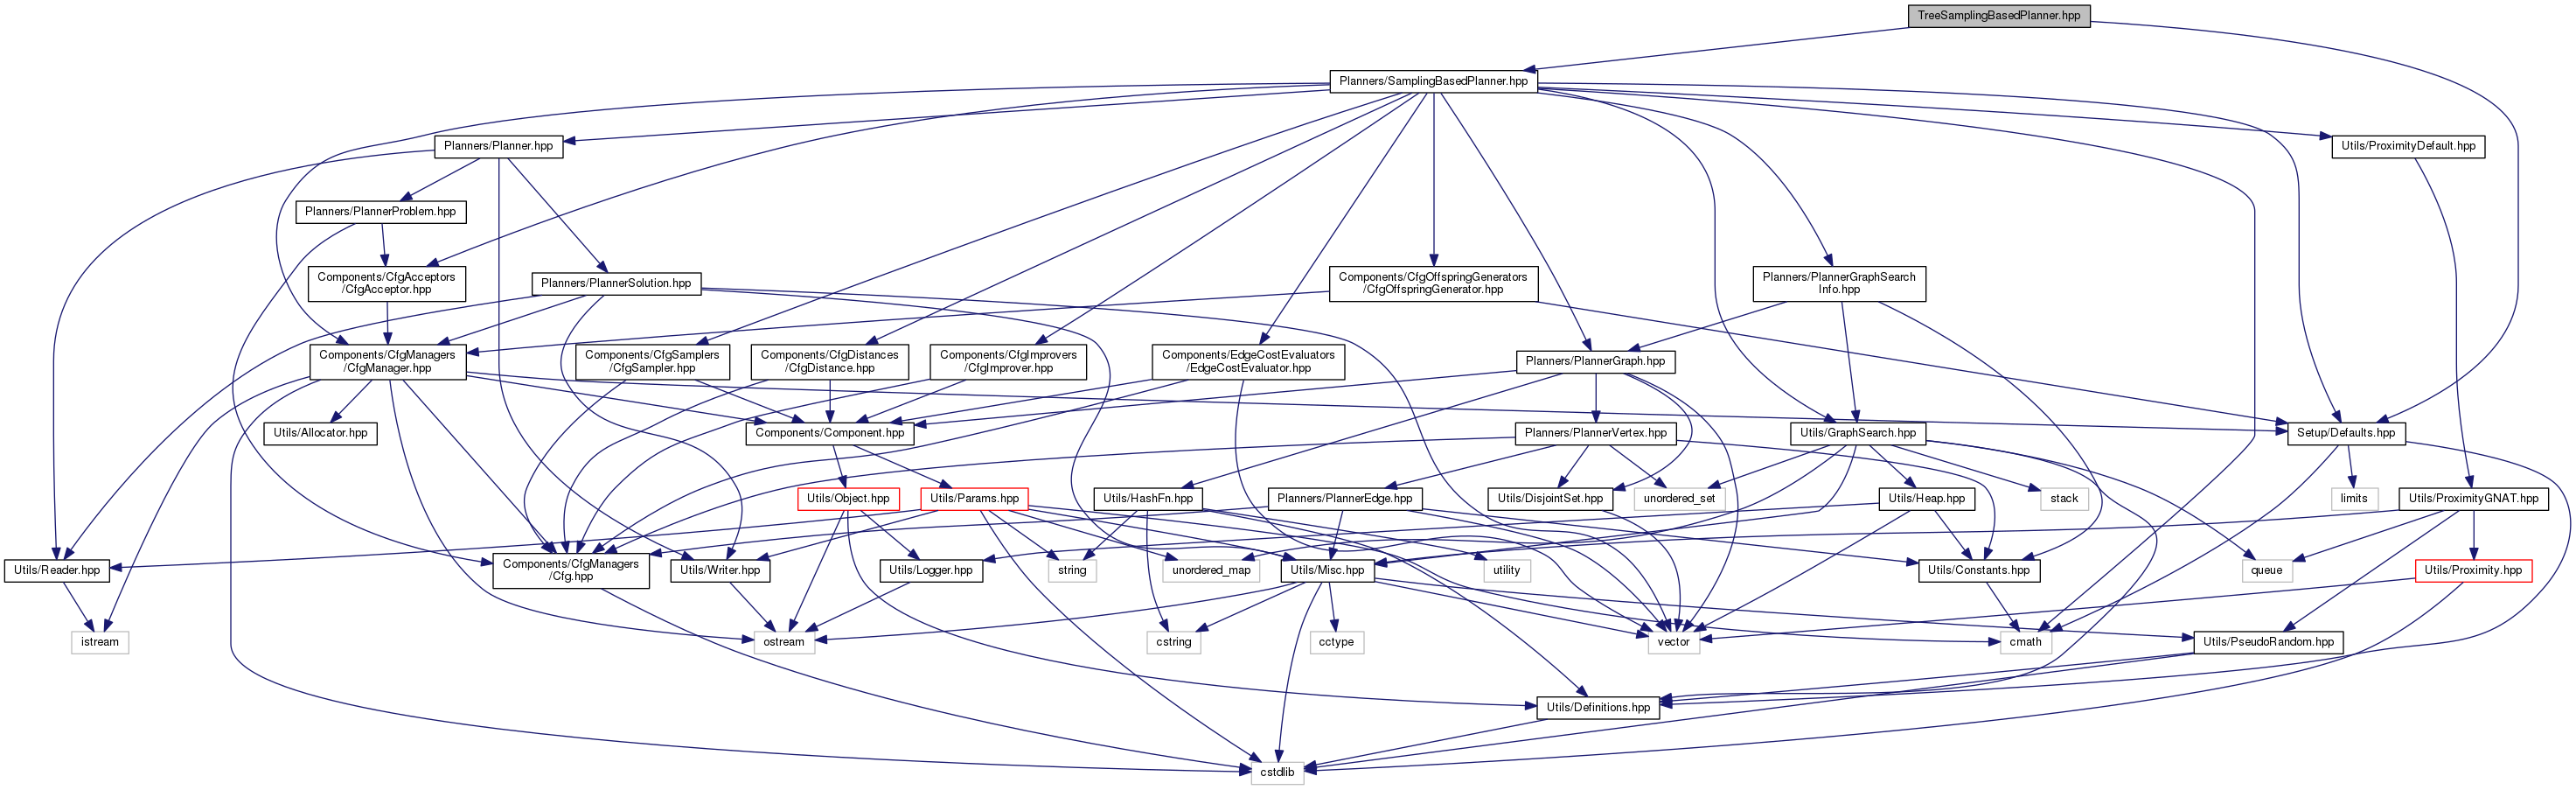 TreeSamplingBasedPlanner.hpp
Planners/SamplingBasedPlanner.hpp
Planners/Planner.hpp
Utils/ProximityDefault.hpp
Planners/PlannerProblem.hpp
Components/CfgAcceptors
/CfgAcceptor.hpp
Planners/PlannerSolution.hpp
Components/CfgOffspringGenerators
/CfgOffspringGenerator.hpp
Planners/PlannerGraphSearch
Info.hpp
Components/CfgManagers
/CfgManager.hpp
Components/CfgSamplers
/CfgSampler.hpp
Components/CfgDistances
/CfgDistance.hpp
Components/CfgImprovers
/CfgImprover.hpp
Components/EdgeCostEvaluators
/EdgeCostEvaluator.hpp
Planners/PlannerGraph.hpp
Utils/Allocator.hpp
Components/Component.hpp
Planners/PlannerVertex.hpp
Utils/GraphSearch.hpp
Setup/Defaults.hpp
Utils/Object.hpp
Utils/Params.hpp
Utils/HashFn.hpp
Planners/PlannerEdge.hpp
Utils/DisjointSet.hpp
unordered_set
Utils/Heap.hpp
stack
limits
Utils/ProximityGNAT.hpp
Utils/Reader.hpp
Components/CfgManagers
/Cfg.hpp
Utils/Writer.hpp
Utils/Logger.hpp
string
unordered_map
Utils/Misc.hpp
utility
Utils/Constants.hpp
queue
Utils/Proximity.hpp
istream
ostream
cstring
cctype
vector
cmath
Utils/PseudoRandom.hpp
Utils/Definitions.hpp
cstdlib